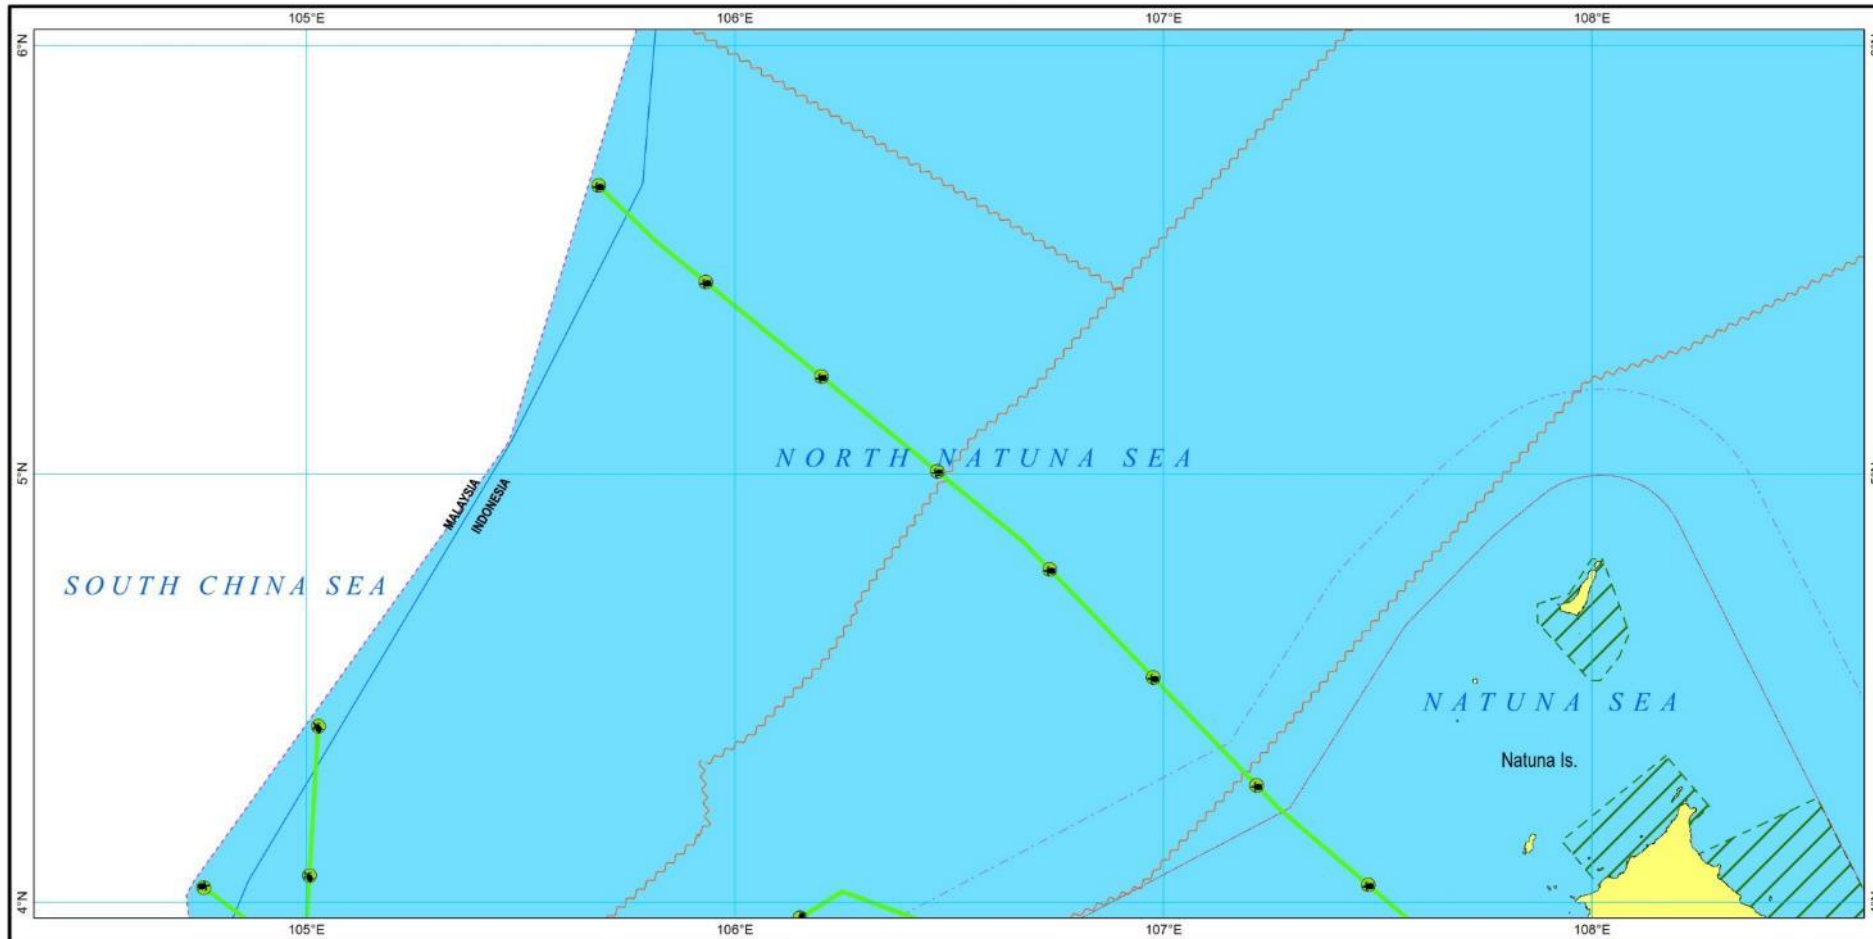 105°E 106°E 107°E 108°E
6°N
NORTH NATUNA SEA
5°N
MALAYSIA
INDONESIA
SOUTH CHINA SEA
NATUNA SEA
Natuna Is.
4°N
105°E 106°E 107°E 108°E